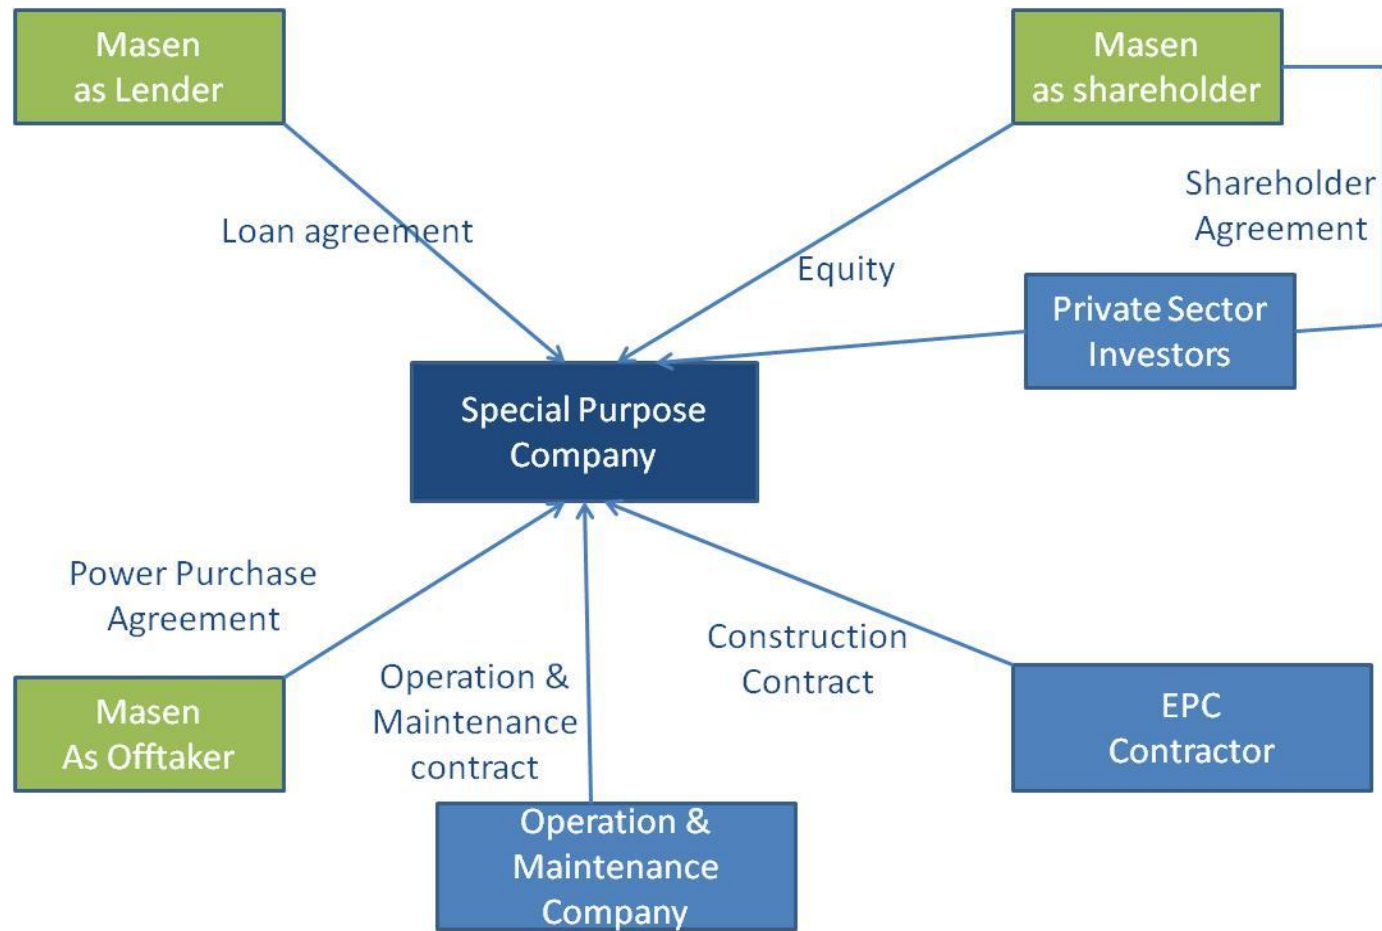 Masen
as Lender
Masen
as shareholder
Shareholder
Agreement
Loan agreement
Equity
Private Sector
Investors
Special Purpose
Company
Power Purchase
Agreement
Operation &
Maintenance
contract
Construction
Contract
Masen
As Offtaker
EPC
Contractor
Operation &
Maintenance
Company